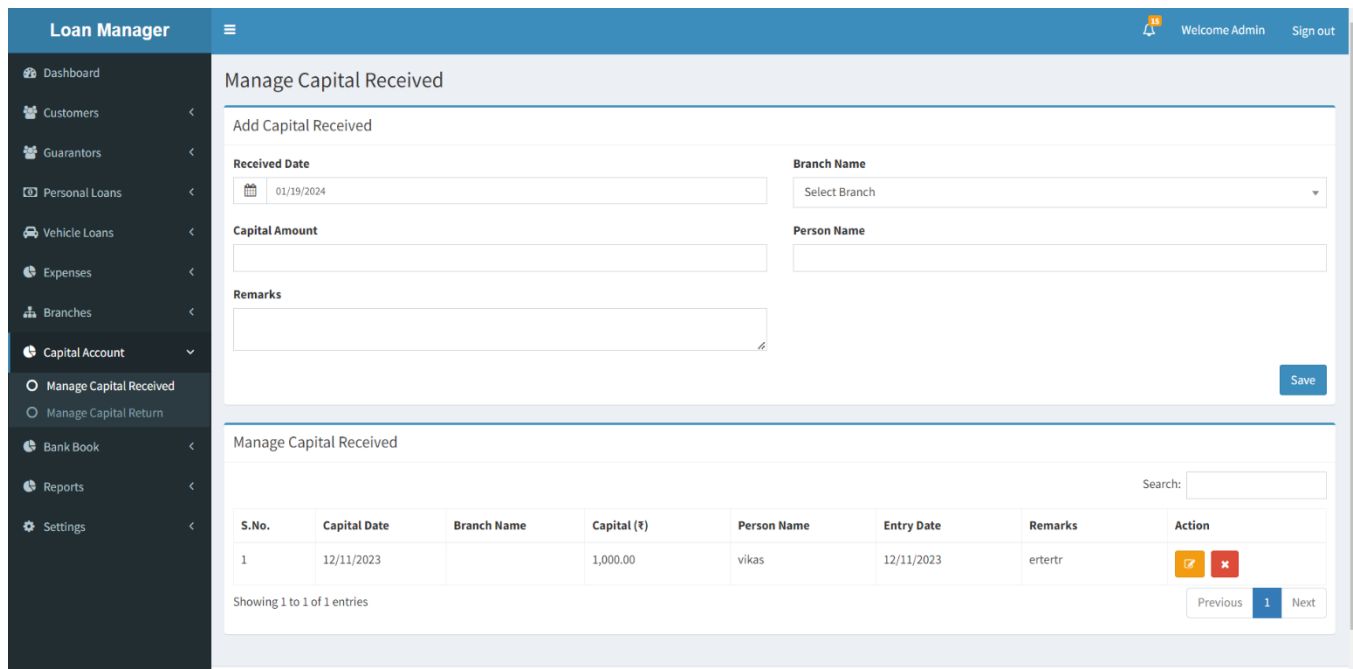 Loan Manager
15
Welcome Admin
Sign out
Dashboard
Customers
Guarantors
Personal Loans
Vehicle Loans
Expenses
Branches
Capital Account
Manage Capital Received
Manage Capital Return
Bank Book
Reports
Settings
Manage Capital Received
Add Capital Received
Received Date
Branch Name
01/19/2024
Select Branch
Capital Amount
Person Name
Remarks
Save
Manage Capital Received
Search:
S.No. Capital Date Branch Name Capital (₹) Person Name Entry Date Remarks Action
1 12/11/2023 1,000.00 vikas 12/11/2023 ertertr
Showing 1 to 1 of 1 entries
Previous 1 Next